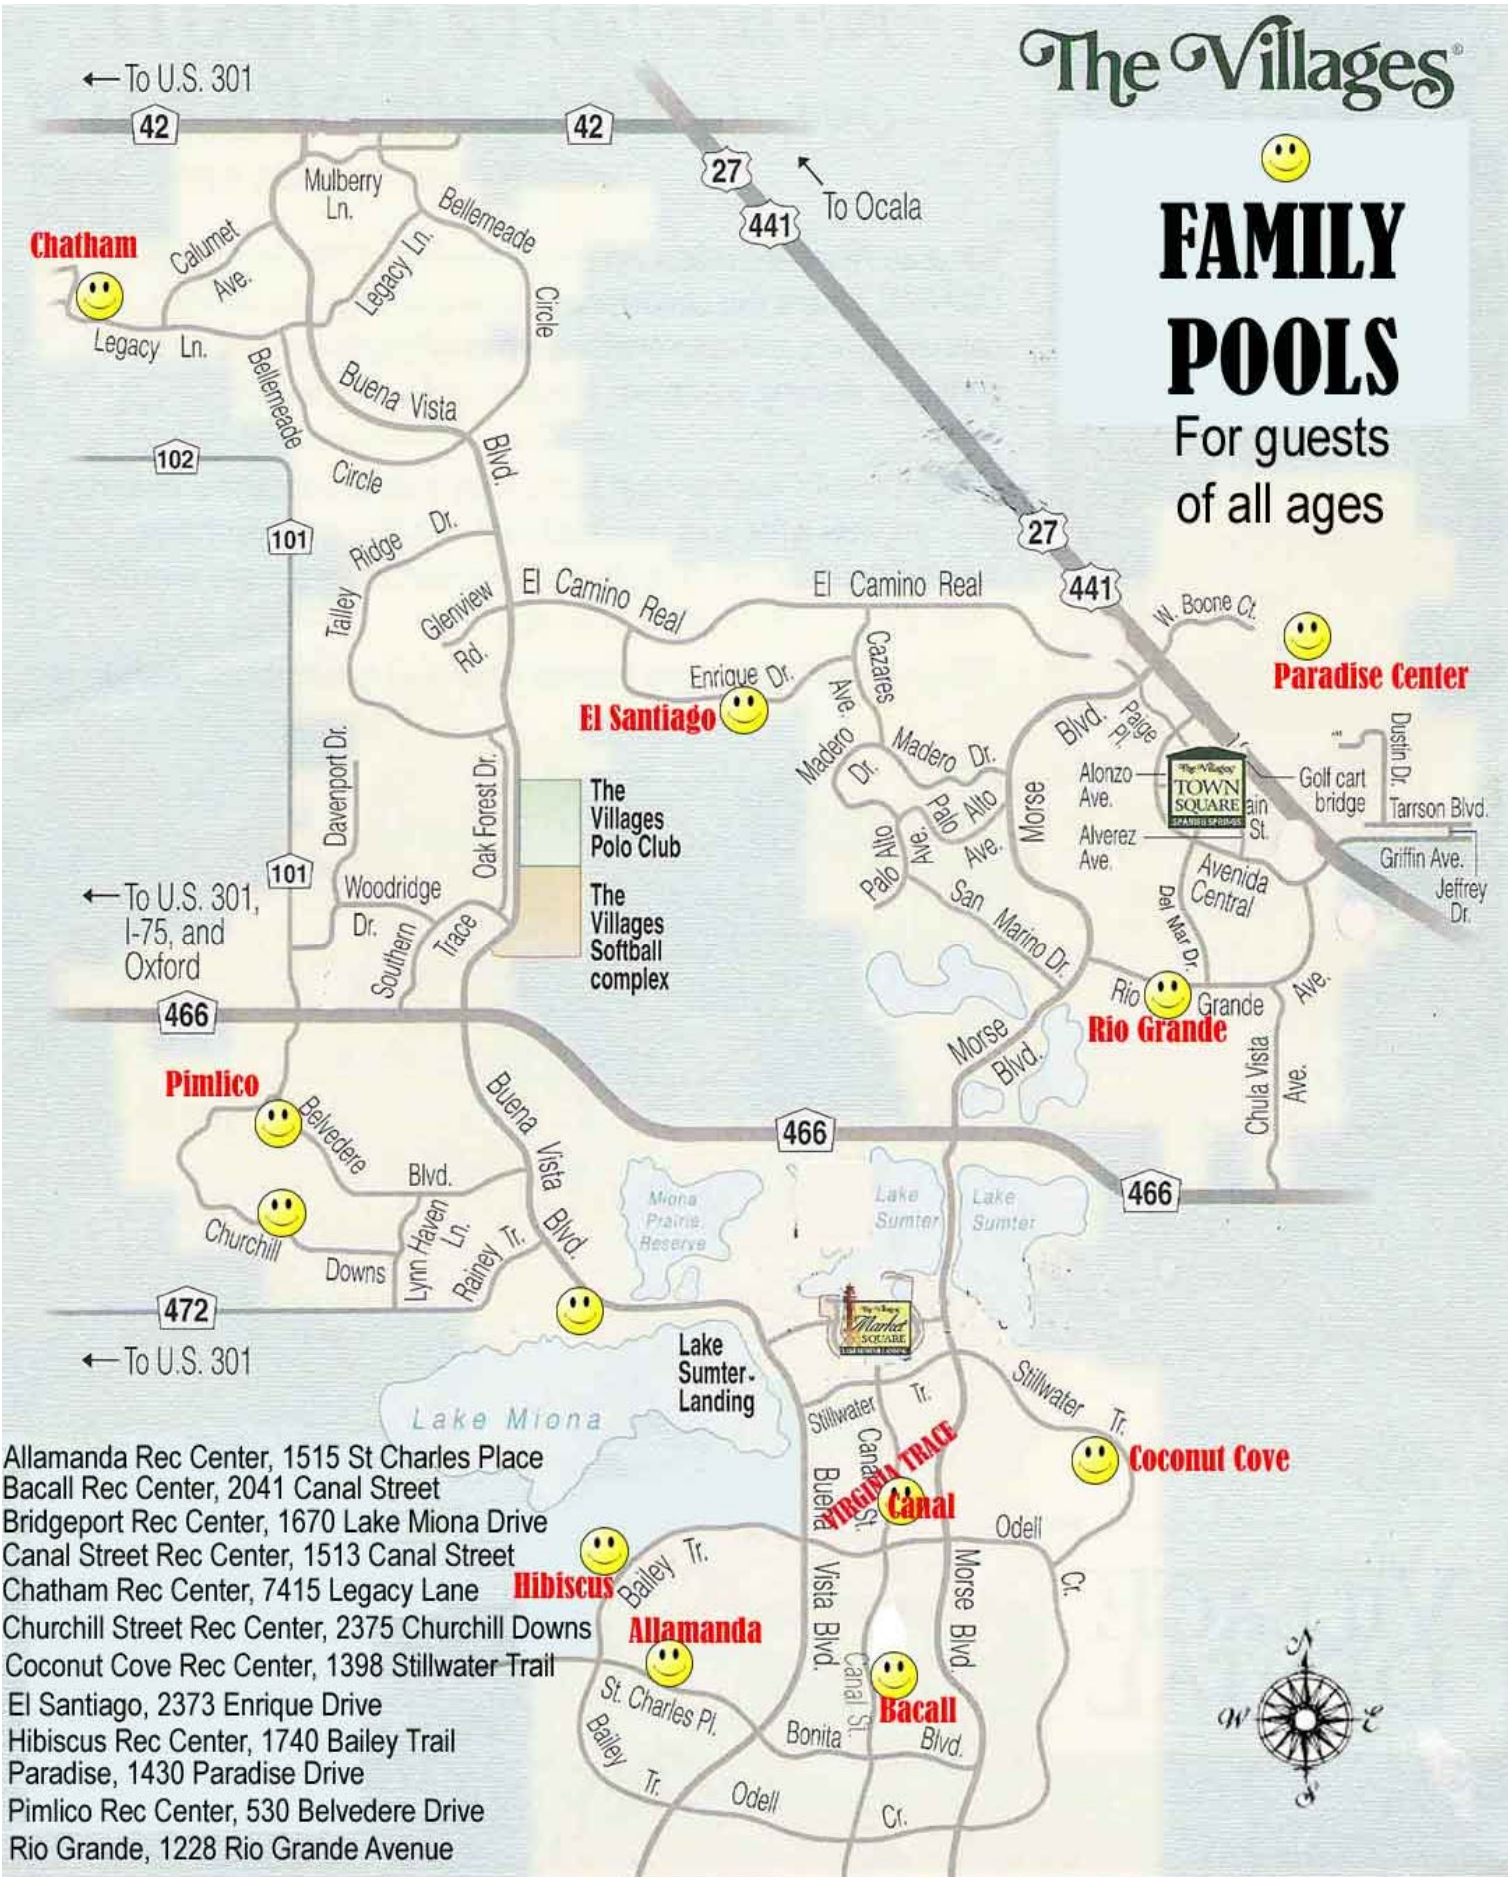 The Villages®
FAMILY
POOLS
For guests
of all ages
←To U.S. 301
42
42
27
441
To Ocala
Mulberry
Ln.
Bellemeade
Circle
Calumet
Ave.
Legacy Ln.
Chatham
Legacy Ln.
Bellemeade
Circle
Buena Vista
Blvd.
102
101
Ridge Dr.
Talley
Glenview
Rd.
El Camino Real
El Camino Real
27
441
W. Boone Ct.
Paradise Center
Enrique Dr.
El Santiago
Cazares
Ave.
Madero
Dr.
Madero Dr.
Palo Alto
Ave.
Palo Alto
Ave.
San Marino Dr.
Morse
Blvd.
Paige
Pl.
Alonzo
Ave.
Alverez
Ave.
The Villages
TOWN
SQUARE
SPANISH SPRINGS
ain
St.
Golf cart
bridge
Dustin Dr.
Tarrson Blvd.
Griffin Ave.
Jeffrey
Dr.
Avenida
Central
Del Mar Dr.
Rio Grande Ave.
Rio Grande
Chula Vista
Ave.
Davenport Dr.
Oak Forest Dr.
The
Villages
Polo Club
The
Villages
Softball
complex
101
Woodridge
Dr.
Southern
Trace
←To U.S. 301,
I-75, and
Oxford
466
Morse
Blvd.
466
466
Pimlico
Belvedere
Blvd.
Buena Vista
Blvd.
Churchill
Downs
Lynn Haven
Ln.
Rainey Tr.
472
←To U.S. 301
Miona
Prairie
Reserve
Lake
Sumter
Lake
Sumter
The Villages
Market
SQUARE
Lake
Sumter-
Landing
Lake Miona
Stillwater Tr.
Stillwater Tr.
Coconut Cove
Canal St.
VIRGINIA TRACE
Canal
Buena
Vista Blvd.
Odell
Cr.
Morse Blvd.
Hibiscus
Bailey Tr.
Allamanda
St. Charles Pl.
Bailey
Tr.
Canal St.
Bacall
Bonita Blvd.
Odell Cr.
N
W
E
S
Allamanda Rec Center, 1515 St Charles Place
Bacall Rec Center, 2041 Canal Street
Bridgeport Rec Center, 1670 Lake Miona Drive
Canal Street Rec Center, 1513 Canal Street
Chatham Rec Center, 7415 Legacy Lane
Churchill Street Rec Center, 2375 Churchill Downs
Coconut Cove Rec Center, 1398 Stillwater Trail
El Santiago, 2373 Enrique Drive
Hibiscus Rec Center, 1740 Bailey Trail
Paradise, 1430 Paradise Drive
Pimlico Rec Center, 530 Belvedere Drive
Rio Grande, 1228 Rio Grande Avenue